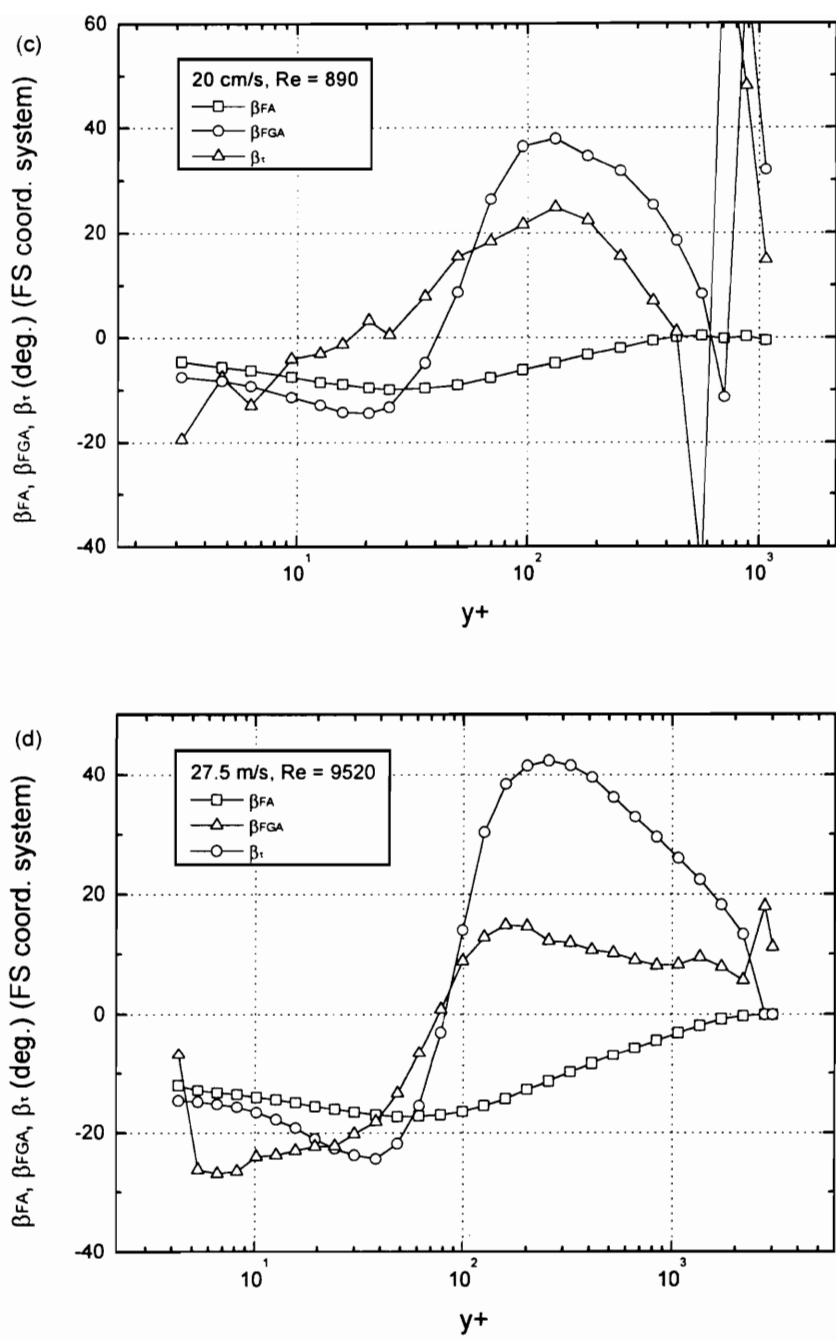 (c)
60
40
20
0
-20
-40
20 cm/s, Re = 890
βFA
βFGA
βτ
βFA, βFGA, βτ (deg.) (FS coord. system)
10¹
10²
10³
y+
(d)
40
20
0
-20
-40
27.5 m/s, Re = 9520
βFA
βFGA
βτ
βFA, βFGA, βτ (deg.) (FS coord. system)
10¹
10²
10³
y+